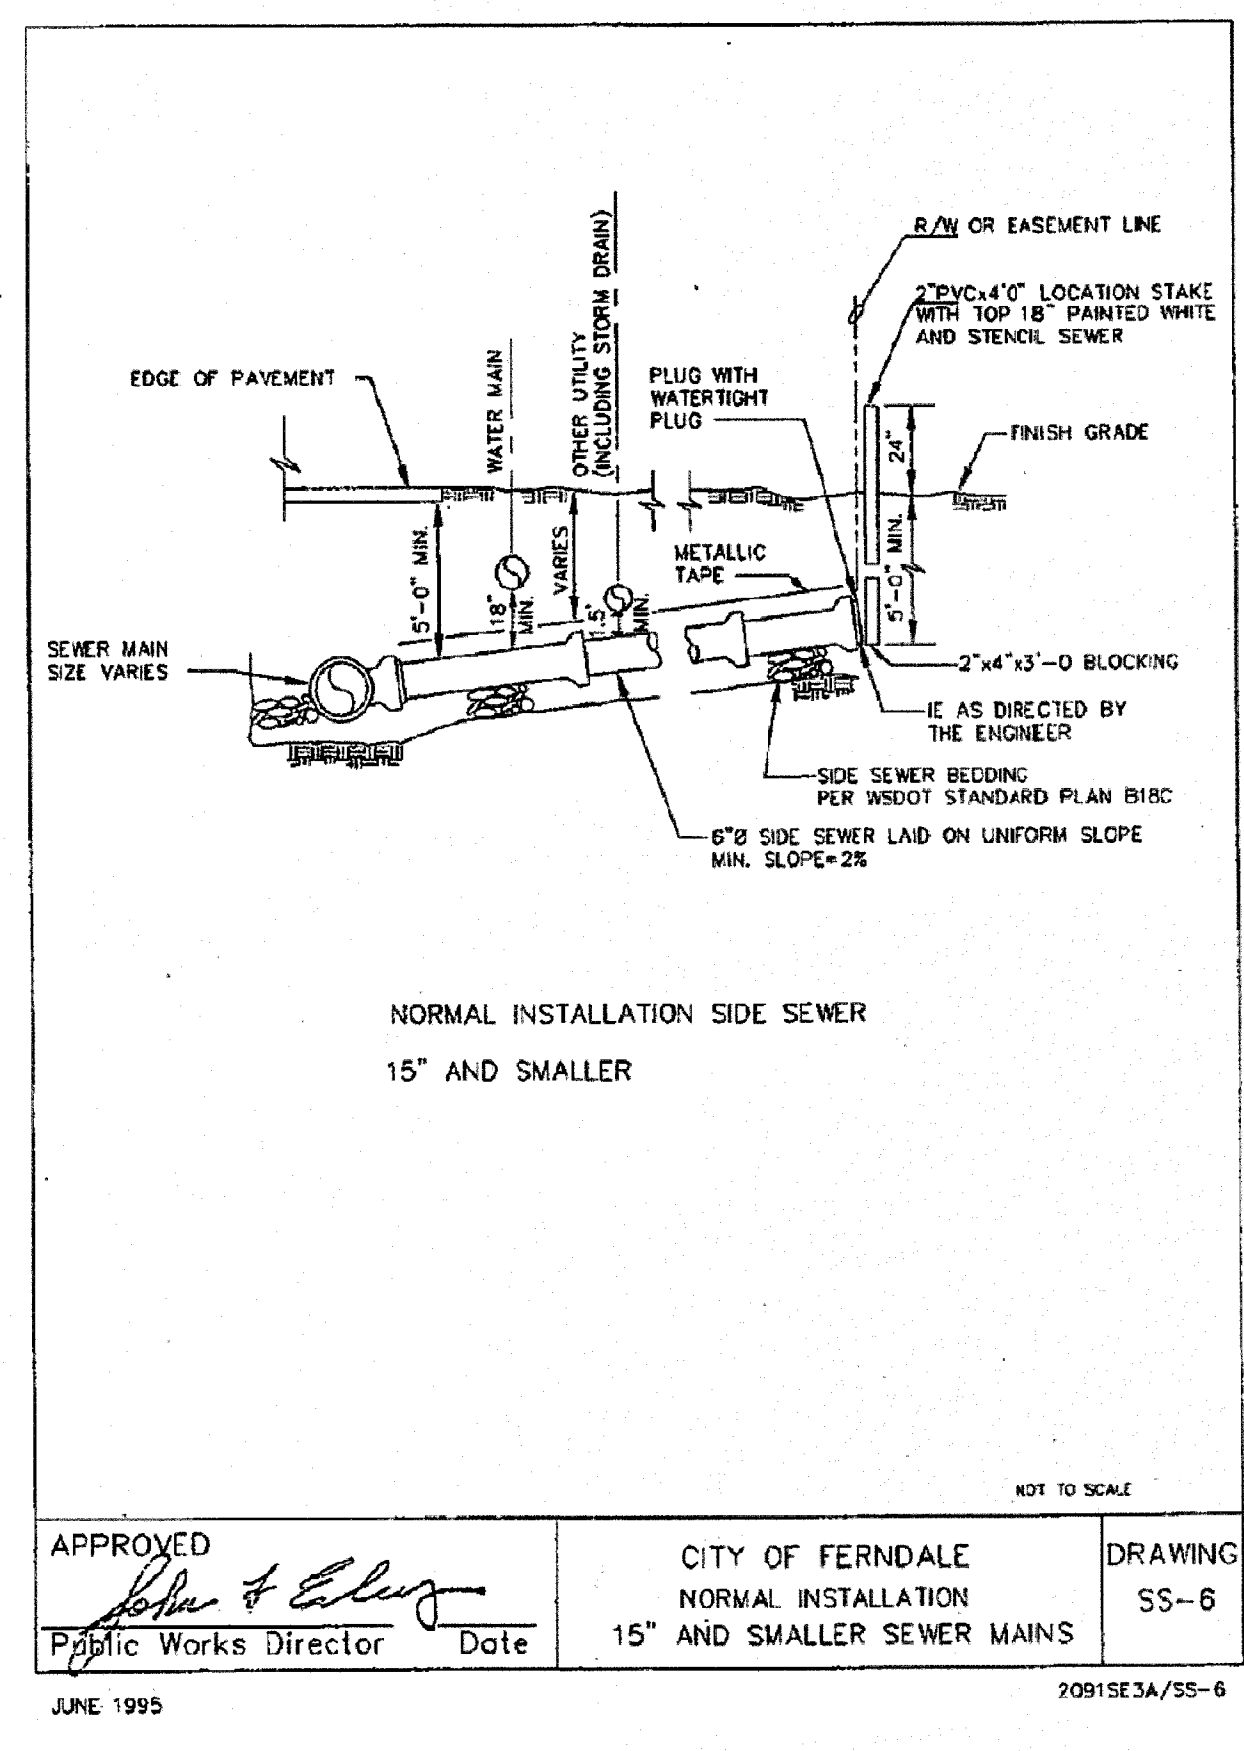 R/W OR EASEMENT LINE
2"PVCx4'0" LOCATION STAKE
WITH TOP 18" PAINTED WHITE
AND STENCIL SEWER
EDGE OF PAVEMENT
WATER MAIN
OTHER UTILITY
(INCLUDING STORM DRAIN)
PLUG WITH
WATERTIGHT
PLUG
24"
FINISH GRADE
5'-0" MIN.
18"
MIN.
VARIES
1.5'
MIN.
METALLIC
TAPE
5'-0" MIN.
SEWER MAIN
SIZE VARIES
2"x4"x3'-0 BLOCKING
IE AS DIRECTED BY
THE ENGINEER
SIDE SEWER BEDDING
PER WSDOT STANDARD PLAN B18C
6"Ø SIDE SEWER LAID ON UNIFORM SLOPE
MIN. SLOPE=2%
NORMAL INSTALLATION SIDE SEWER
15" AND SMALLER
NOT TO SCALE
APPROVED
Public Works Director Date
CITY OF FERNDALE
NORMAL INSTALLATION
15" AND SMALLER SEWER MAINS
DRAWING
SS-6
JUNE 1995
2091SE3A/SS-6